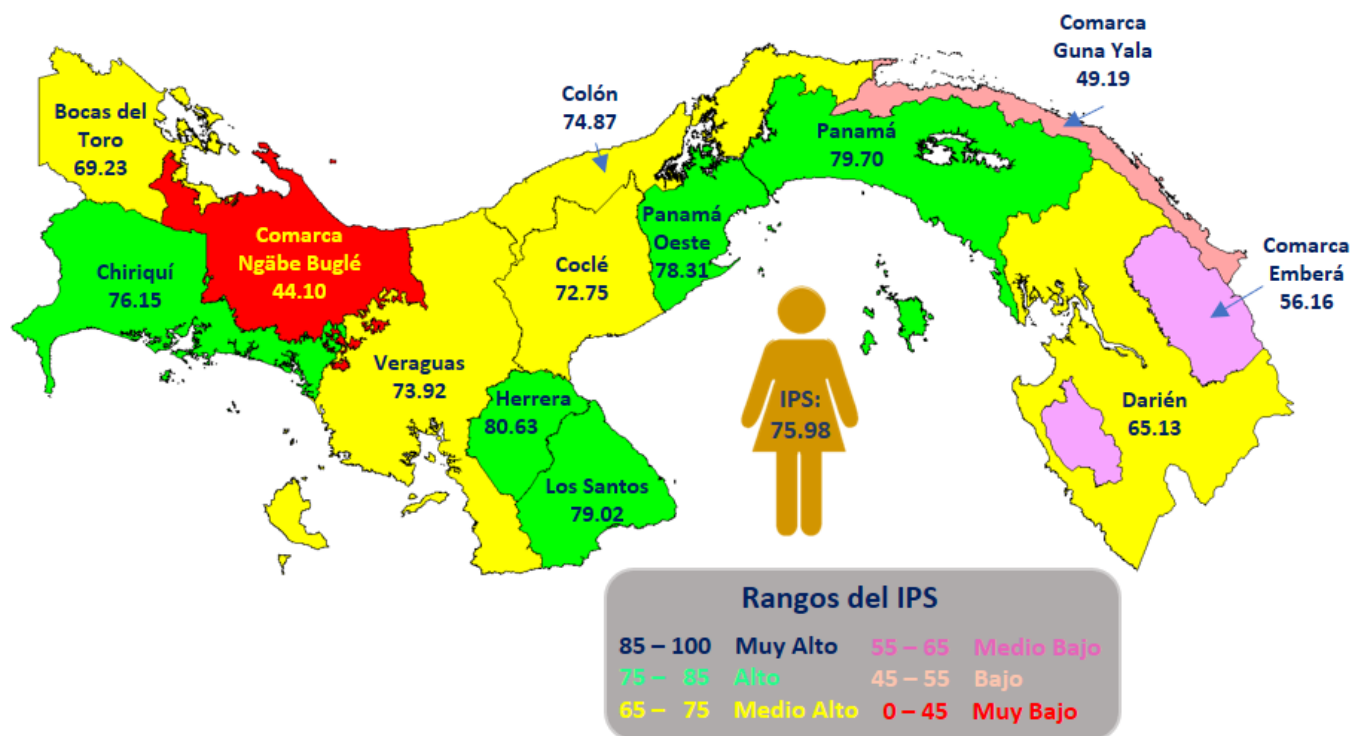 Comarca
Guna Yala
49.19
Colón
74.87
Bocas del
Toro
69.23
Panamá
79.70
Panamá
Oeste
78.31
Comarca
Ngäbe Buglé
44.10
Coclé
72.75
Chiriquí
76.15
Comarca
Emberá
56.16
Veraguas
73.92
Herrera
80.63
IPS:
75.98
Darién
65.13
Los Santos
79.02
Rangos del IPS
85 – 100 Muy Alto 55 – 65 Medio Bajo
75 – 85 Alto 45 – 55 Bajo
65 – 75 Medio Alto 0 – 45 Muy Bajo